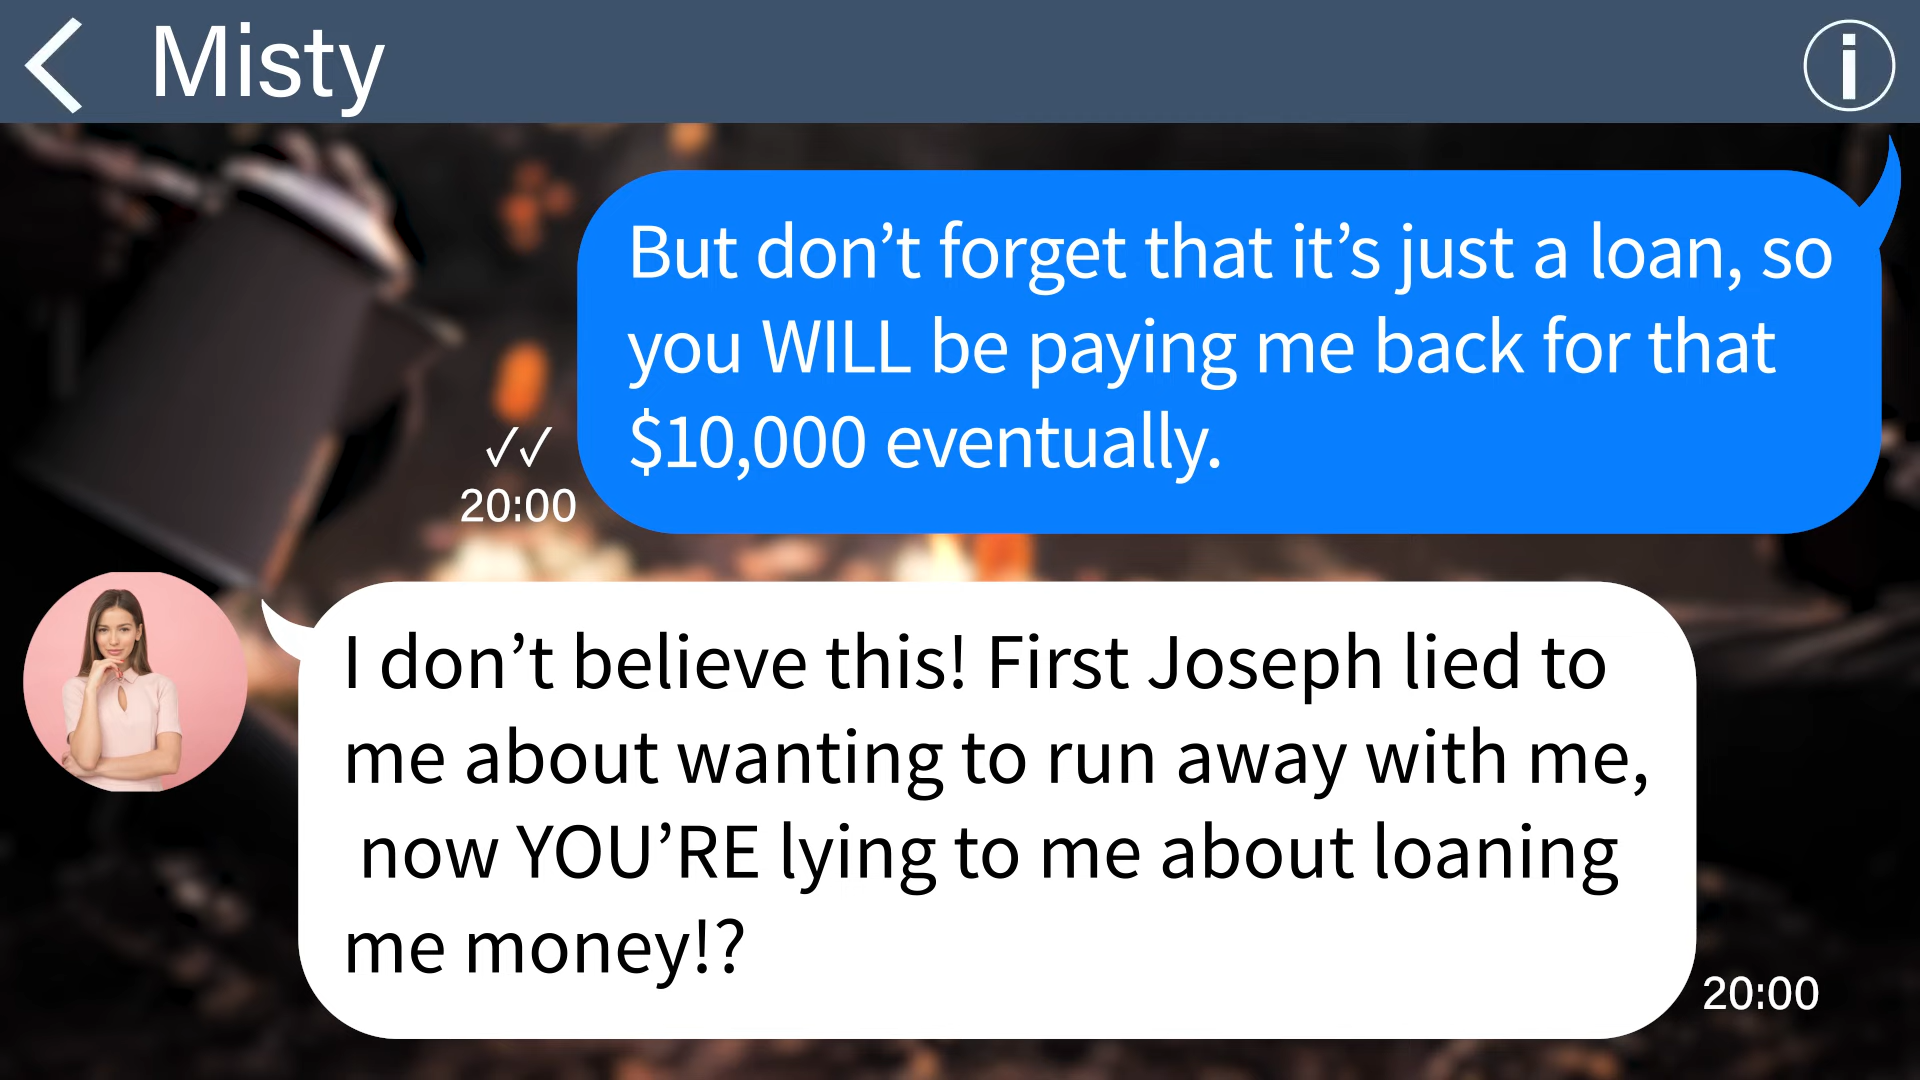 Misty
But don’t forget that it’s just a loan, so
you WILL be paying me back for that
$10,000 eventually.
✓✓
20:00
I don’t believe this! First Joseph lied to
me about wanting to run away with me,
now YOU’RE lying to me about loaning
me money!?
20:00